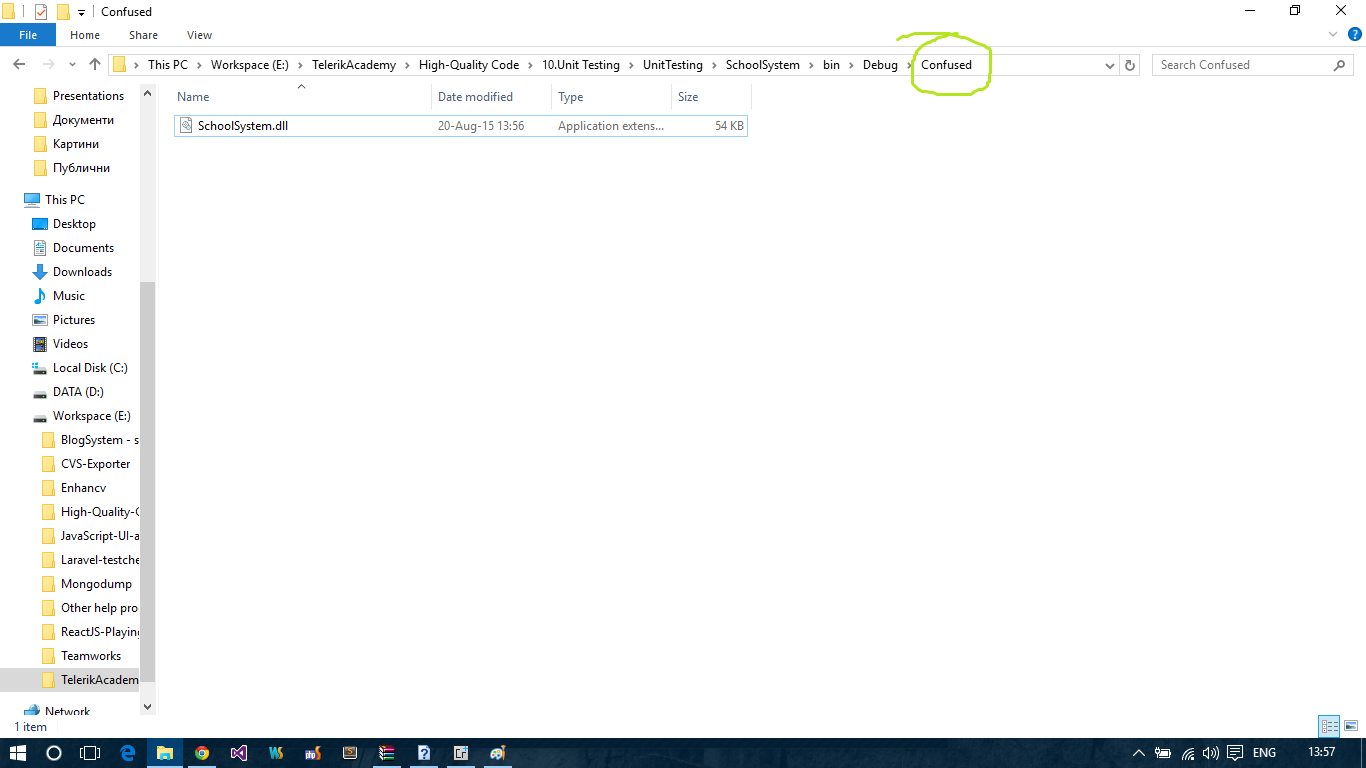 Confused
File Home Share View
This PC Workspace (E:) TelerikAcademy High-Quality Code 10.Unit Testing UnitTesting SchoolSystem bin Debug Confused Search Confused
Name Date modified Type Size
SchoolSystem.dll 20-Aug-15 13:56 Application extens... 54 KB
Presentations
Документи
Картини
Публични
This PC
Desktop
Documents
Downloads
Music
Pictures
Videos
Local Disk (C:)
DATA (D:)
Workspace (E:)
BlogSystem - s
CVS-Exporter
Enhancv
High-Quality-C
JavaScript-UI-a
Laravel-testche
Mongodump
Other help pro
ReactJS-Playing
Teamworks
TelerikAcadem
Network
1 item
ENG 13:57